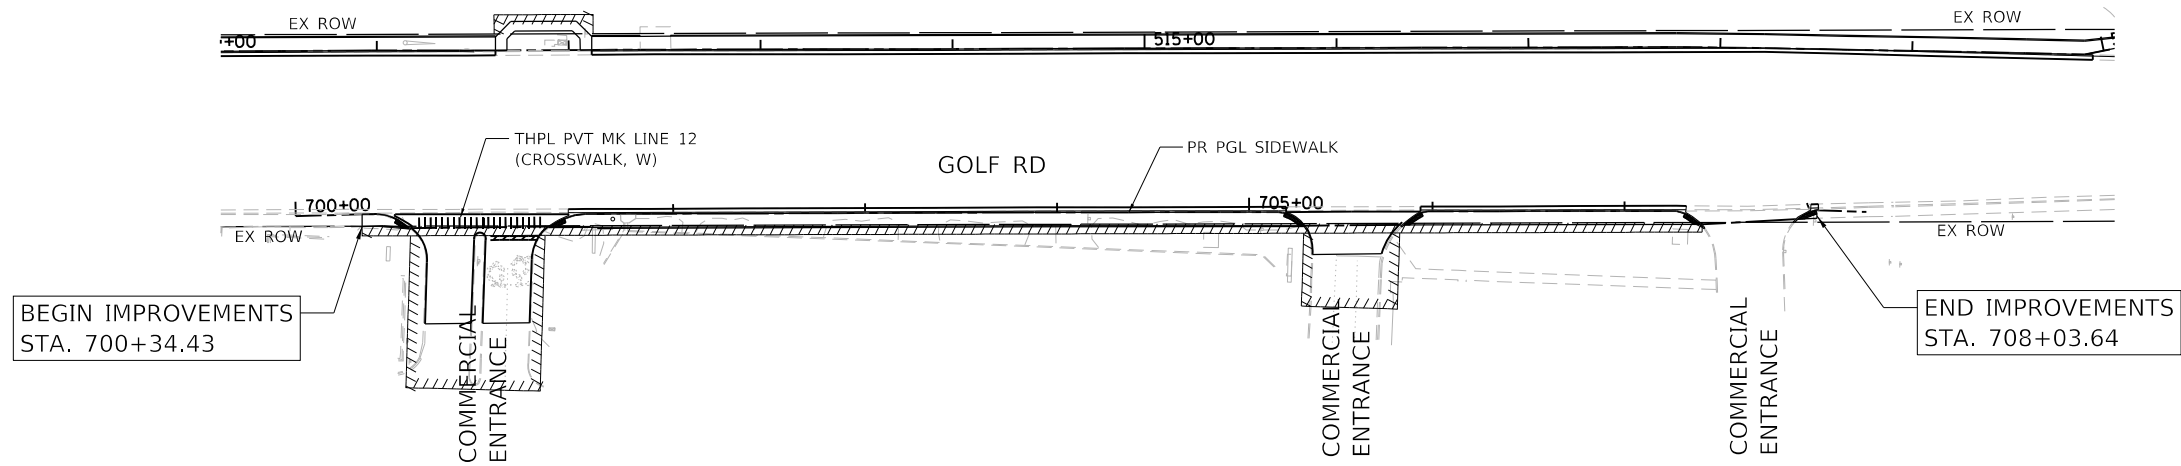 EX ROW
EX ROW
+00
515+00
THPL PVT MK LINE 12
(CROSSWALK, W)
GOLF RD
PR PGL SIDEWALK
700+00
705+00
EX ROW
EX ROW
BEGIN IMPROVEMENTS
STA. 700+34.43
END IMPROVEMENTS
STA. 708+03.64
COMMERCIAL
ENTRANCE
COMMERCIAL
ENTRANCE
COMMERCIAL
ENTRANCE